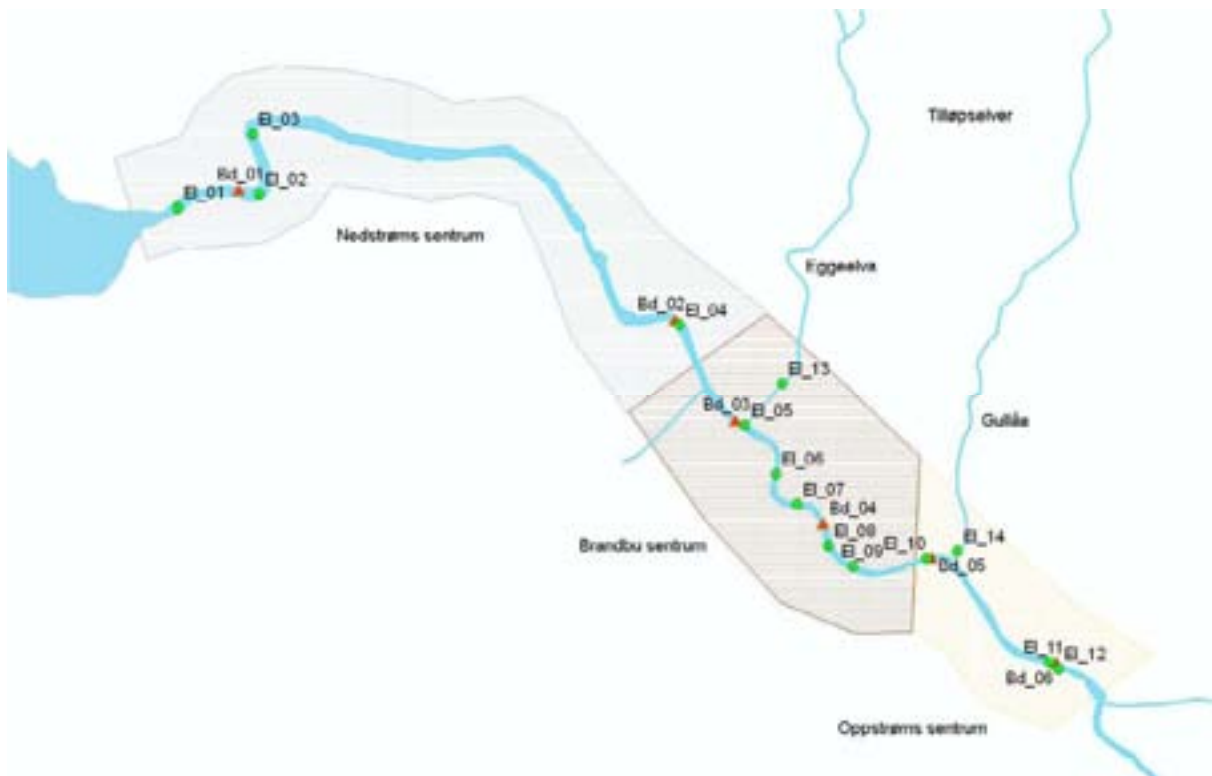 El_03
Tilløpselver
Bd_01
El_02
El_01
Nedstrøms sentrum
Eggeelva
Bd_02
El_04
El_13
Bd_03
El_05
Gullåa
El_06
El_07
Bd_04
El_08
Brandbu sentrum
El_09
El_10
El_14
Bd_05
El_11
El_12
Bd_06
Oppstrøms sentrum